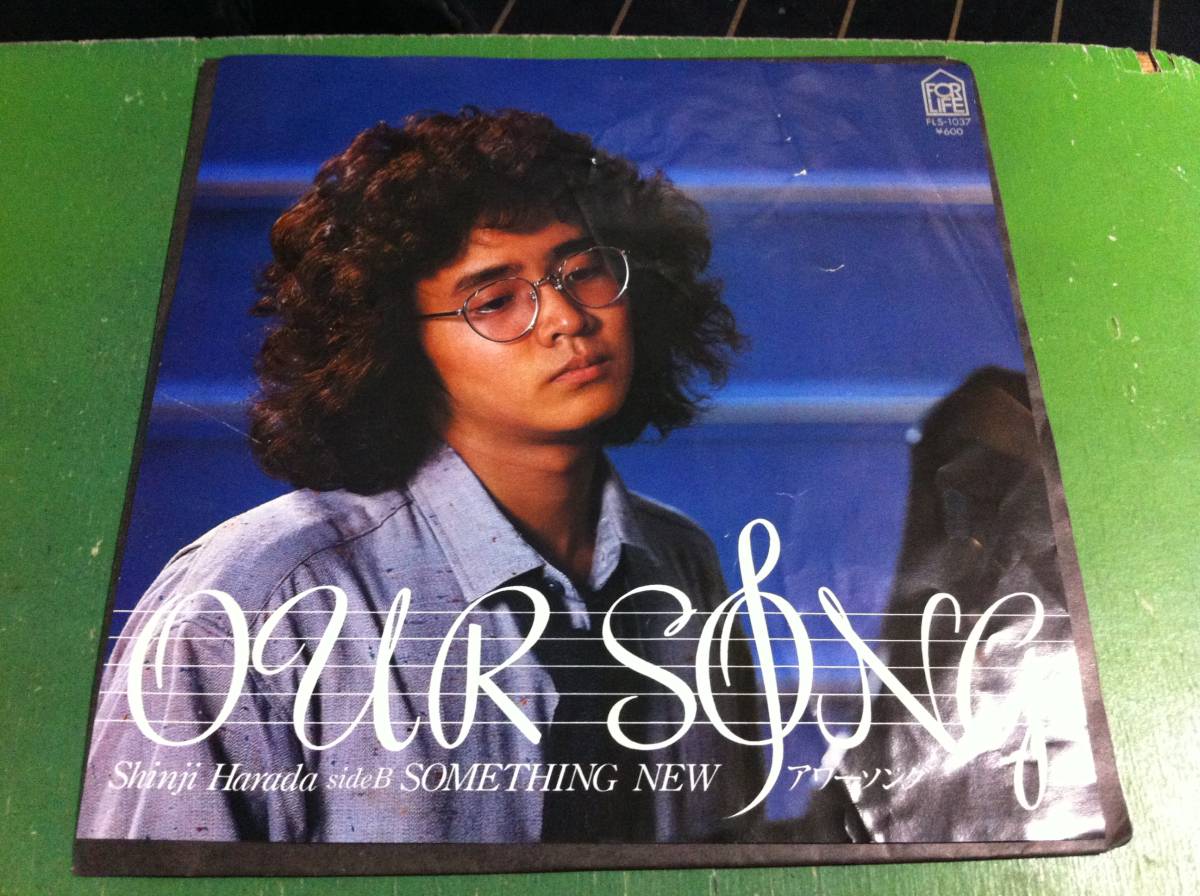 FOR
LIFE
FLS-1037
¥600
OUR SONG
Shinji Harada sideB SOMETHING NEW アワー・ソング